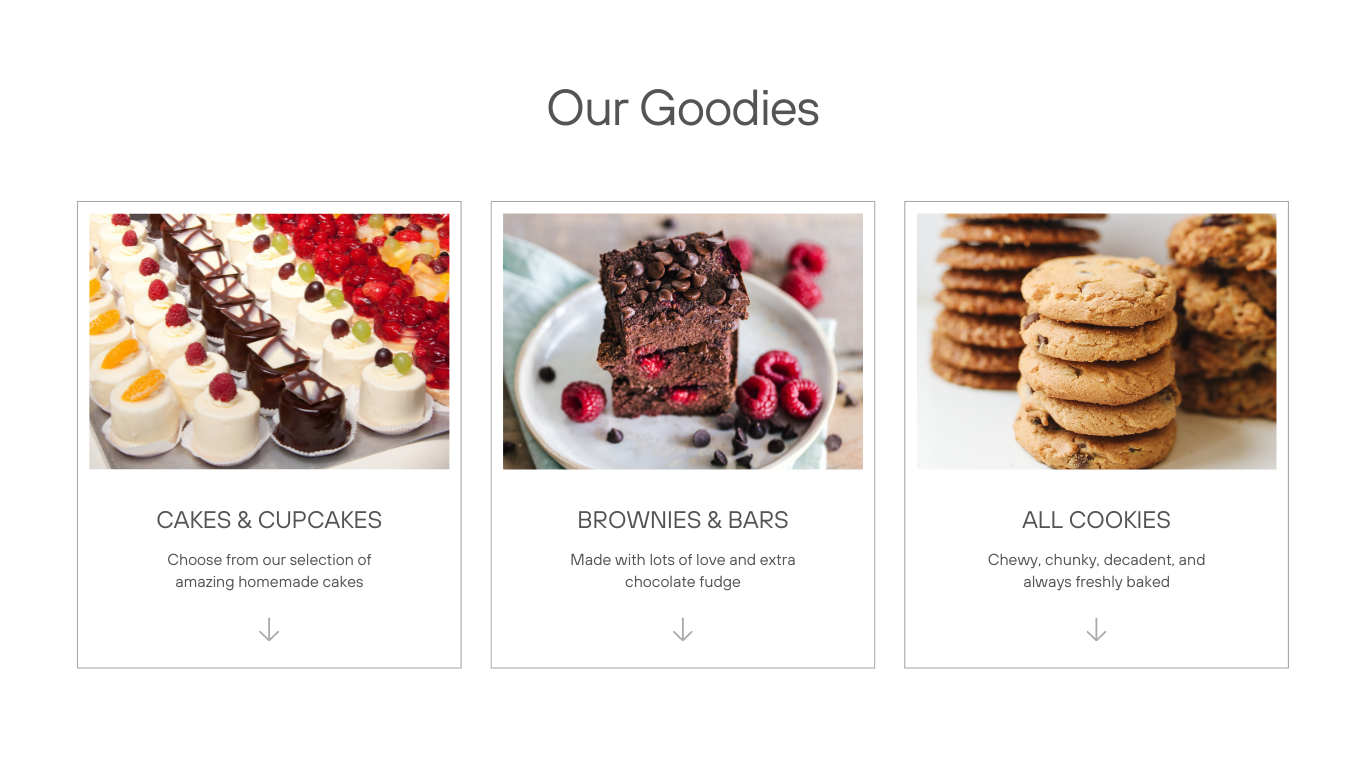 Our Goodies
CAKES & CUPCAKES
Choose from our selection of
amazing homemade cakes
BROWNIES & BARS
Made with lots of love and extra
chocolate fudge
ALL COOKIES
Chewy, chunky, decadent, and
always freshly baked